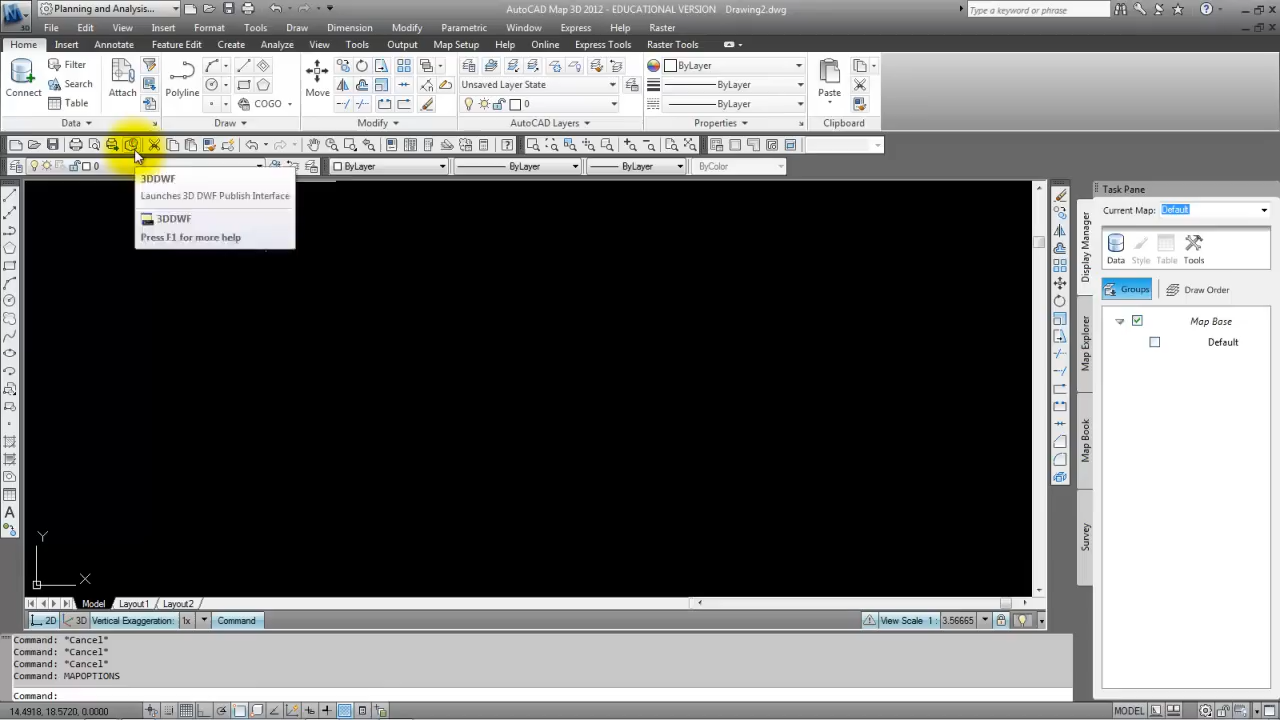 Planning and Analysis...
AutoCAD Map 3D 2012 - EDUCATIONAL VERSION Drawing2.dwg
Type a keyword or phrase
File Edit View Insert Format Tools Draw Dimension Modify Parametric Window Express Help Raster
Home Insert Annotate Feature Edit Create Analyze View Tools Output Map Setup Help Online Express Tools Raster Tools
Connect
Filter
Search
Table
Attach
Polyline
COGO
Move
Unsaved Layer State
0
ByLayer
ByLayer
ByLayer
Paste
Data Draw Modify AutoCAD Layers Properties Clipboard
0 ByLayer ByLayer ByLayer ByColor
3DDWF
Launches 3D DWF Publish Interface
3DDWF
Press F1 for more help
Task Pane
Current Map: Default
Data Style Table Tools
Groups Draw Order
Map Base
Default
Display Manager
Map Explorer
Map Book
Survey
Y
X
Model Layout1 Layout2
2D 3D Vertical Exaggeration: 1x Command View Scale 1: 3.56665
Command: *Cancel*
Command: *Cancel*
Command: *Cancel*
Command: MAPOPTIONS
Command:
14.4918, 18.5720, 0.0000
MODEL